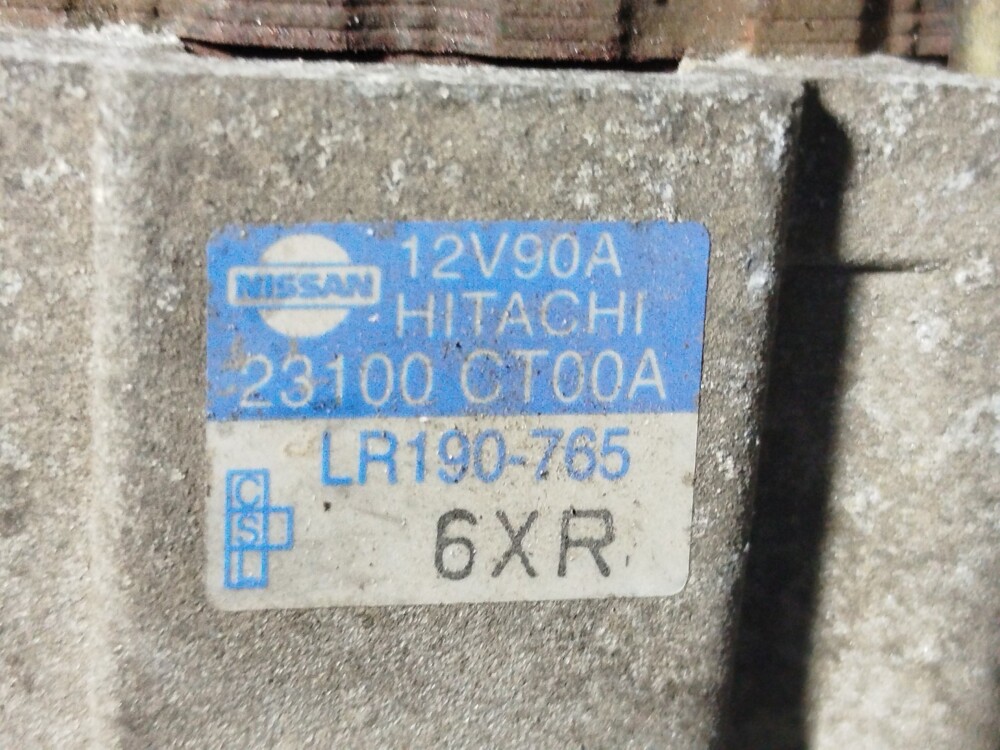 NISSAN 12V90A
HITACHI
23100 CT00A
LR190-765
C
S
L
6XR